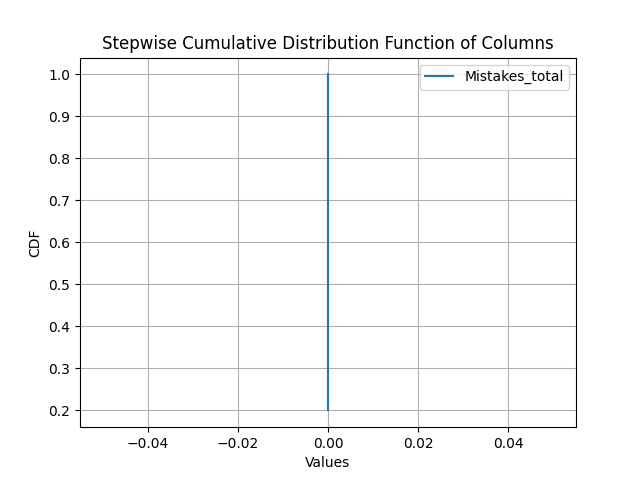 Stepwise Cumulative Distribution Function of Columns
Mistakes_total
1.0
0.9
0.8
0.7
0.6
0.5
0.4
0.3
0.2
CDF
−0.04 −0.02 0.00 0.02 0.04
Values